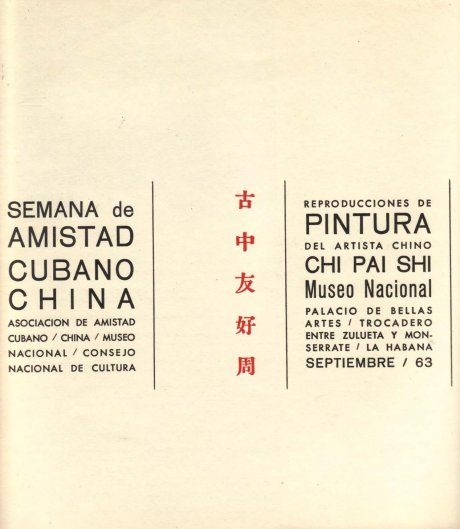 SEMANA de
AMISTAD
CUBANO
CHINA
ASOCIACION DE AMISTAD
CUBANO / CHINA / MUSEO
NACIONAL / CONSEJO
NACIONAL DE CULTURA
古中友好周
REPRODUCCIONES DE
PINTURA
DEL ARTISTA CHINO
CHI PAI SHI
Museo Nacional
PALACIO DE BELLAS
ARTES / TROCADERO
ENTRE ZULUETA Y MON-
SERRATE / LA HABANA
SEPTIEMBRE / 63